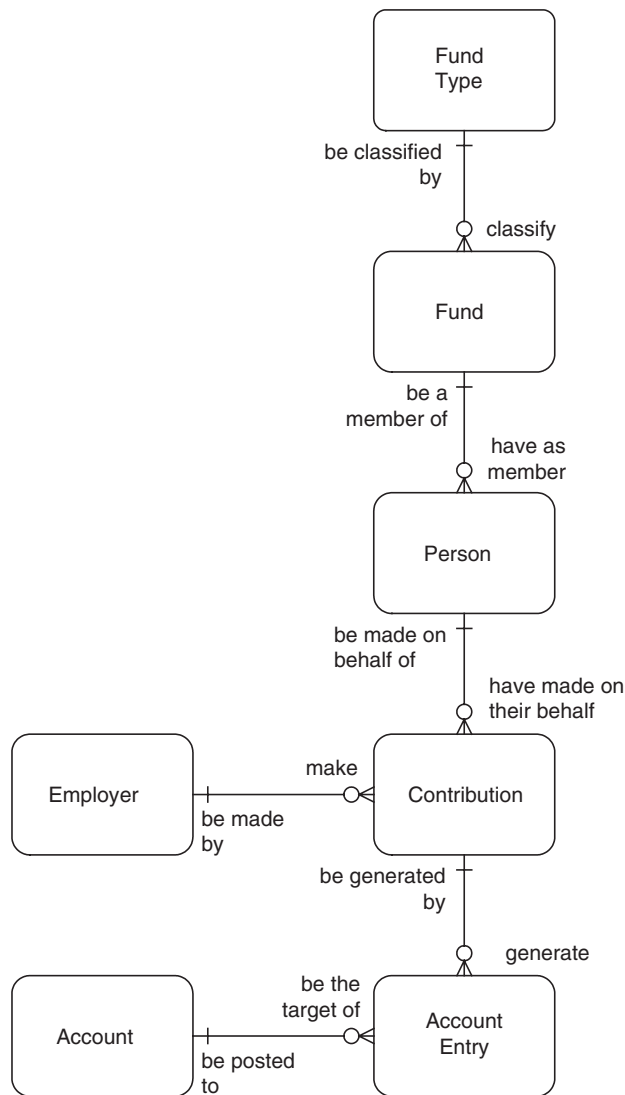 Fund
Type
be classified
by
classify
Fund
be a
member of
have as
member
Person
be made on
behalf of
have made on
their behalf
Employer
make
be made
by
Contribution
be generated
by
generate
Account
be the
target of
be posted
to
Account
Entry